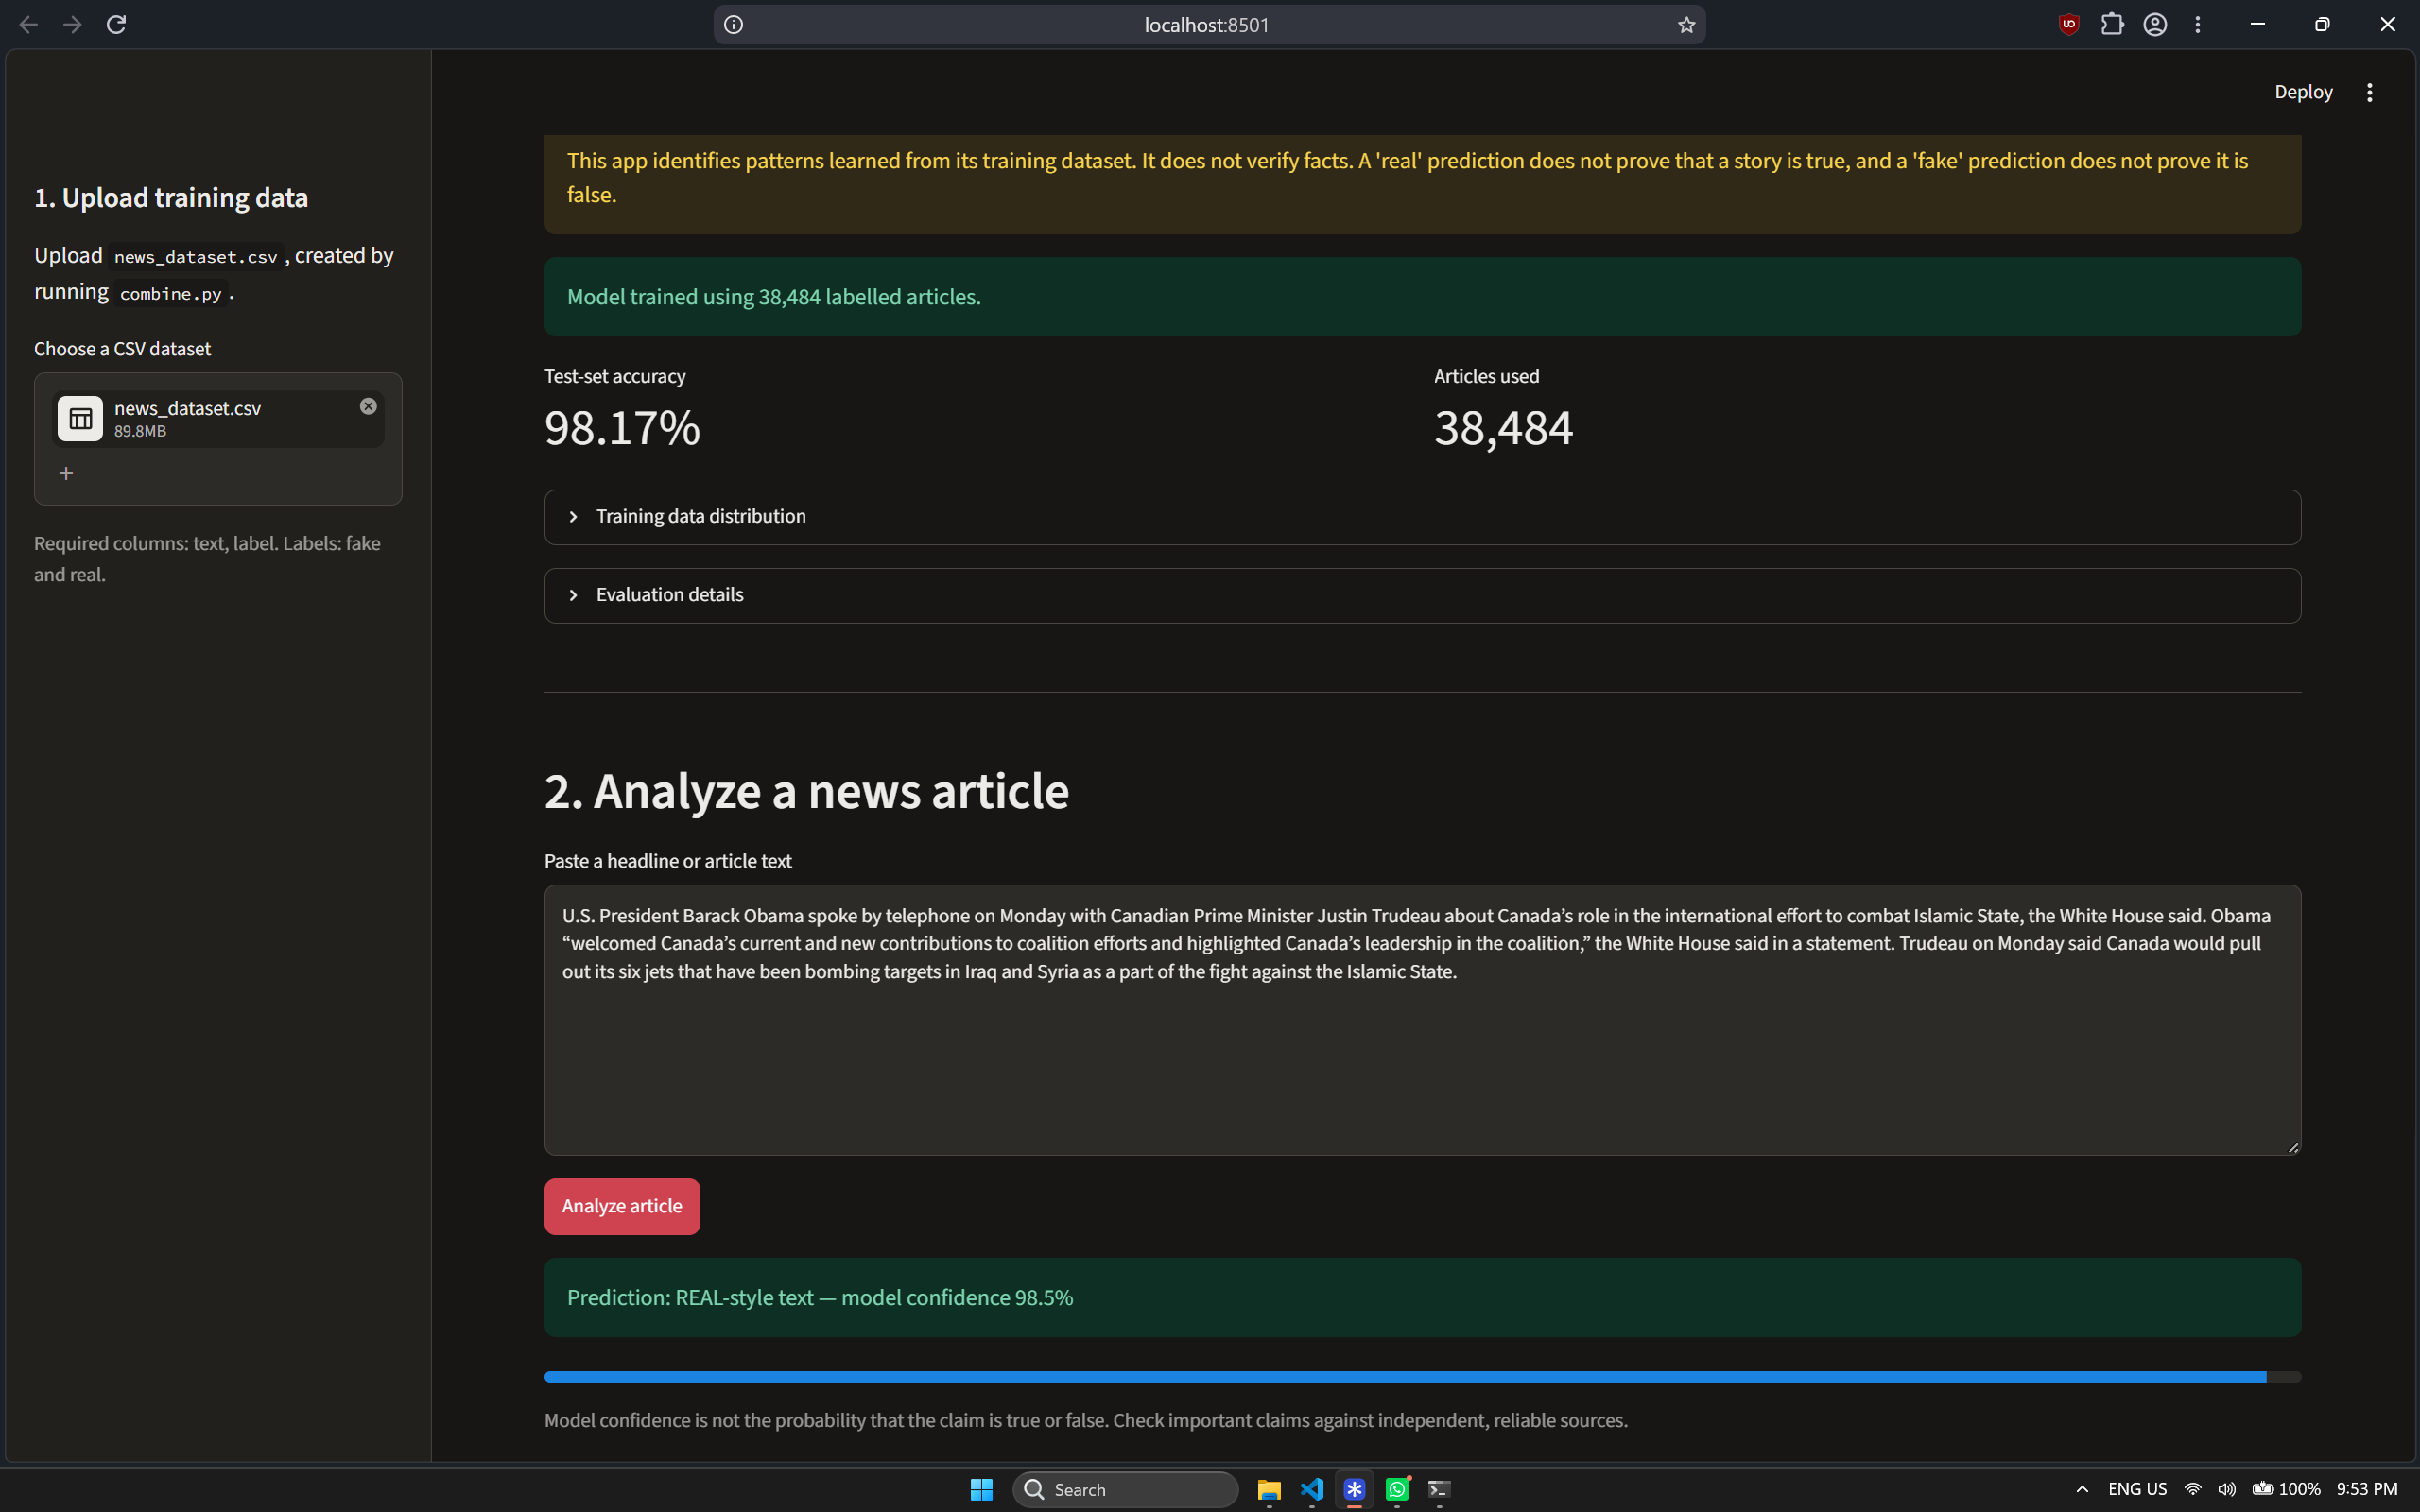 localhost:8501
Deploy
1. Upload training data
Upload news_dataset.csv, created by
running combine.py.
Choose a CSV dataset
news_dataset.csv
89.8MB
Required columns: text, label. Labels: fake
and real.
This app identifies patterns learned from its training dataset. It does not verify facts. A 'real' prediction does not prove that a story is true, and a 'fake' prediction does not prove it is
false.
Model trained using 38,484 labelled articles.
Test-set accuracy
98.17%
Articles used
38,484
Training data distribution
Evaluation details
2. Analyze a news article
Paste a headline or article text
U.S. President Barack Obama spoke by telephone on Monday with Canadian Prime Minister Justin Trudeau about Canada’s role in the international effort to combat Islamic State, the White House said. Obama
“welcomed Canada’s current and new contributions to coalition efforts and highlighted Canada’s leadership in the coalition,” the White House said in a statement. Trudeau on Monday said Canada would pull
out its six jets that have been bombing targets in Iraq and Syria as a part of the fight against the Islamic State.
Analyze article
Prediction: REAL-style text — model confidence 98.5%
Model confidence is not the probability that the claim is true or false. Check important claims against independent, reliable sources.
Search
ENG US
100%
9:53 PM